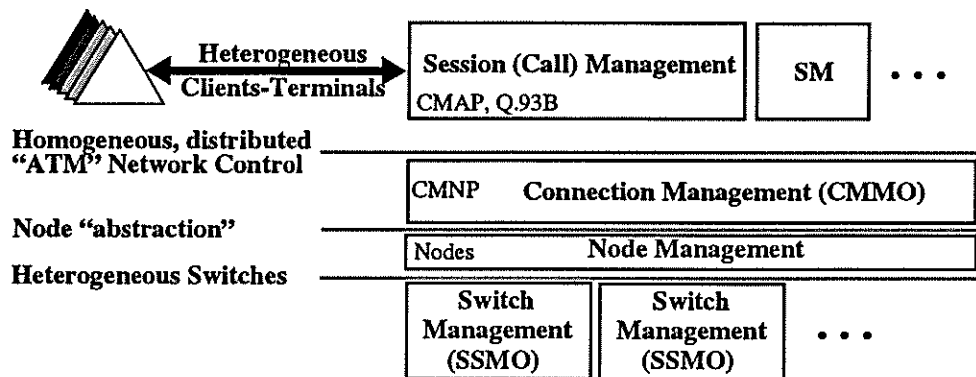 Heterogeneous
Clients-Terminals
Session (Call) Management
CMAP, Q.93B
SM
• • •
Homogeneous, distributed
“ATM” Network Control
CMNP Connection Management (CMMO)
Node “abstraction”
Nodes Node Management
Heterogeneous Switches
Switch
Management
(SSMO)
Switch
Management
(SSMO)
• • •